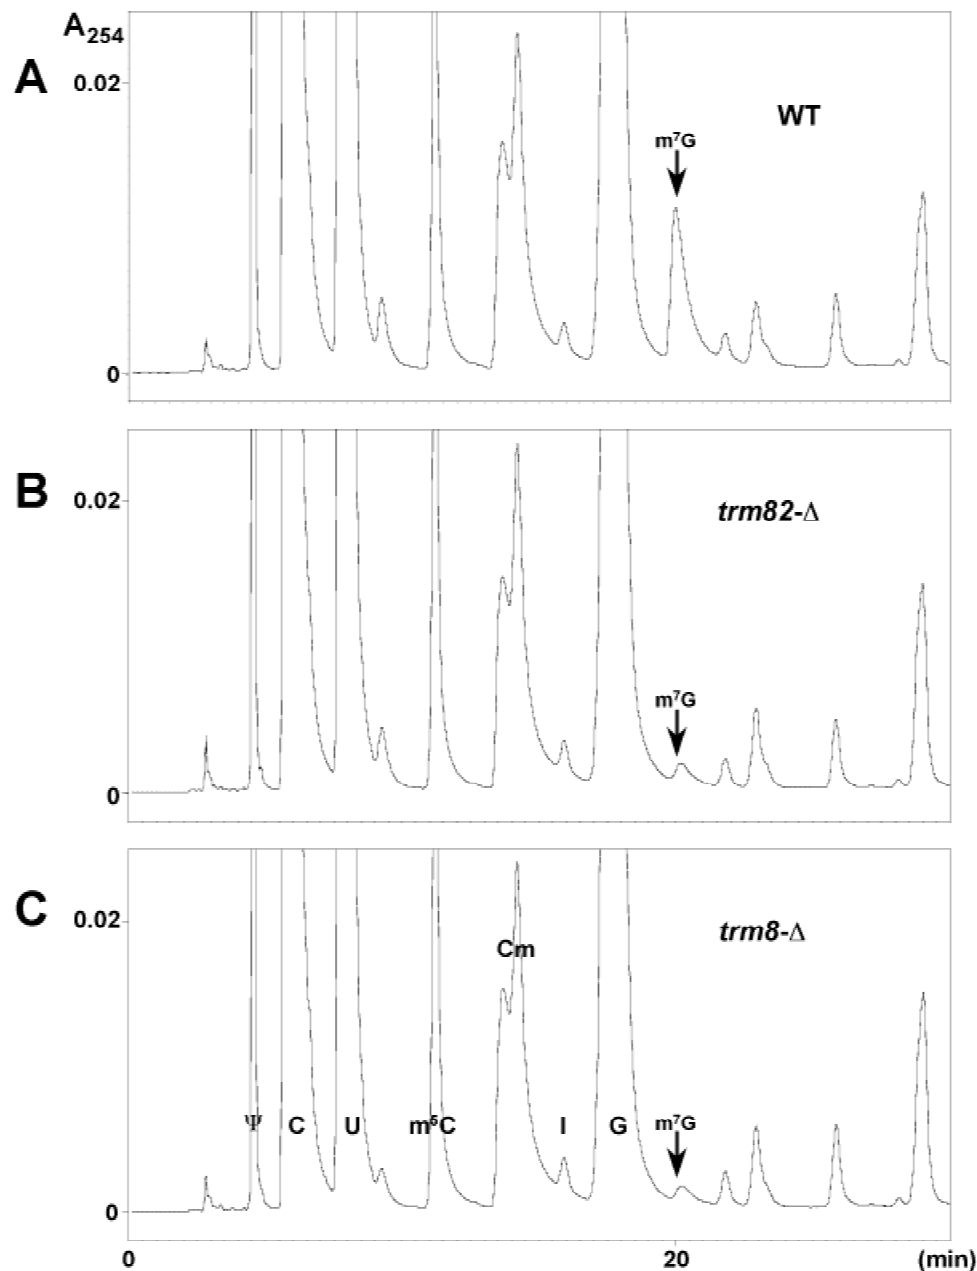 A₂₅₄
A
0.02
WT
m⁷G
0
B
0.02
trm82-Δ
m⁷G
0
C
0.02
trm8-Δ
Cm
Ψ C U m⁵C I G m⁷G
0
0 20 (min)